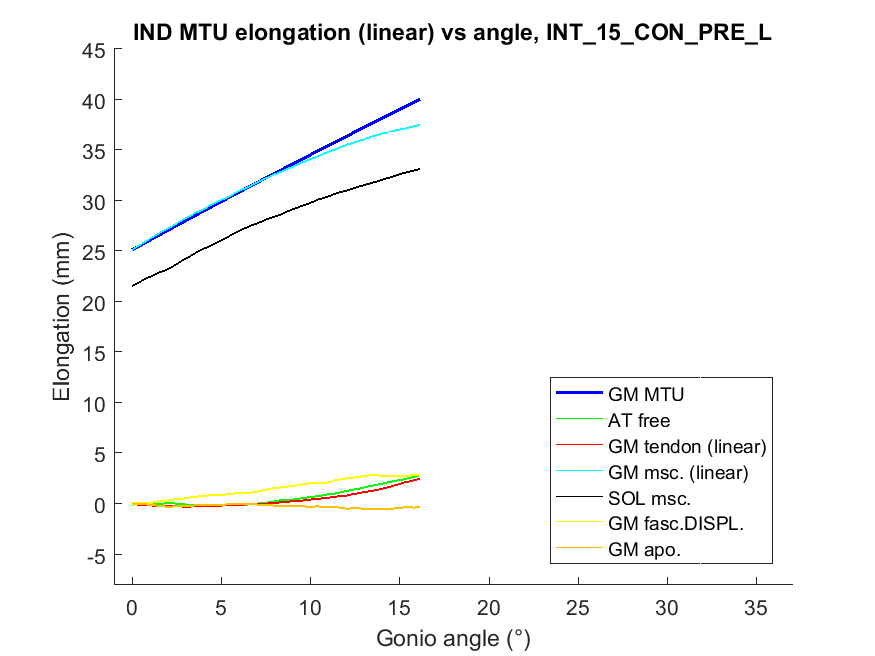 IND MTU elongation (linear) vs angle, INT_15_CON_PRE_L
45
40
35
30
25
20
15
10
5
0
-5
Elongation (mm)
GM MTU
AT free
GM tendon (linear)
GM msc. (linear)
SOL msc.
GM fasc.DISPL.
GM apo.
0 5 10 15 20 25 30 35
Gonio angle (°)